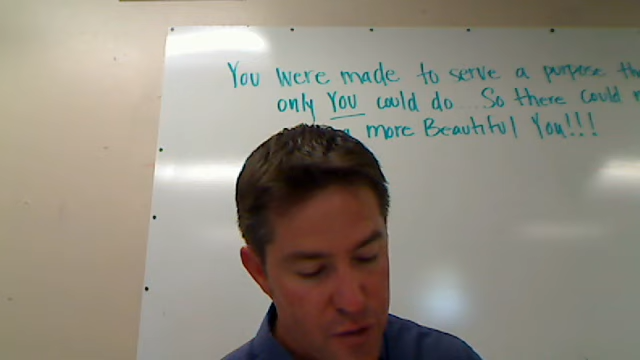 You were made to serve a purpose
only You could do... So there could
more Beautiful You!!!